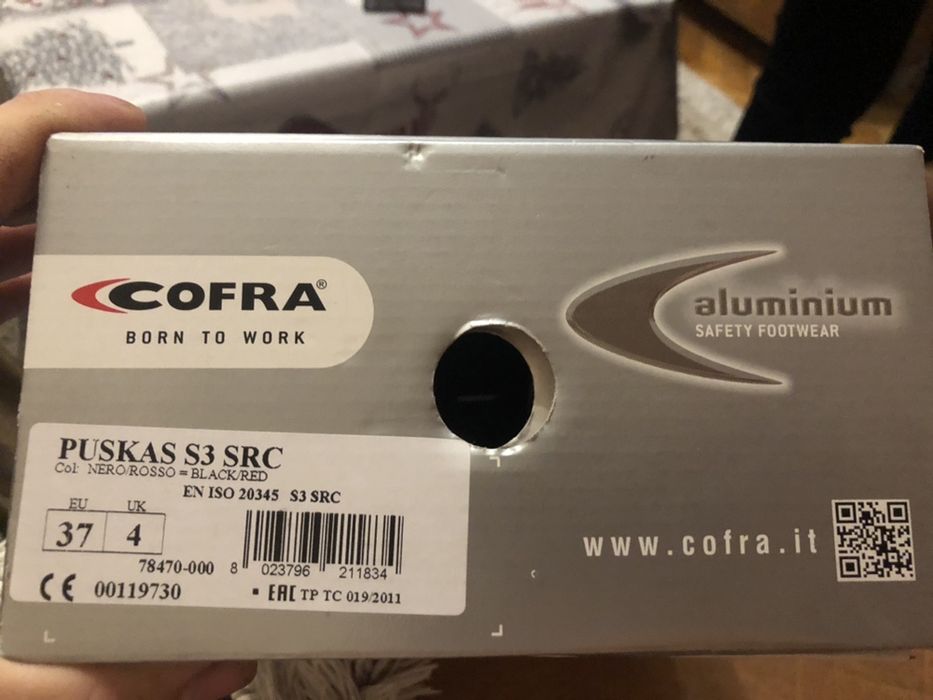 COFRA®
BORN TO WORK
aluminium
SAFETY FOOTWEAR
PUSKAS S3 SRC
Col: NERO/ROSSO = BLACK/RED
EN ISO 20345 S3 SRC
EU UK
37 4
78470-000
8 023796 211834
CE 00119730
EAC TP TC 019/2011
www.cofra.it